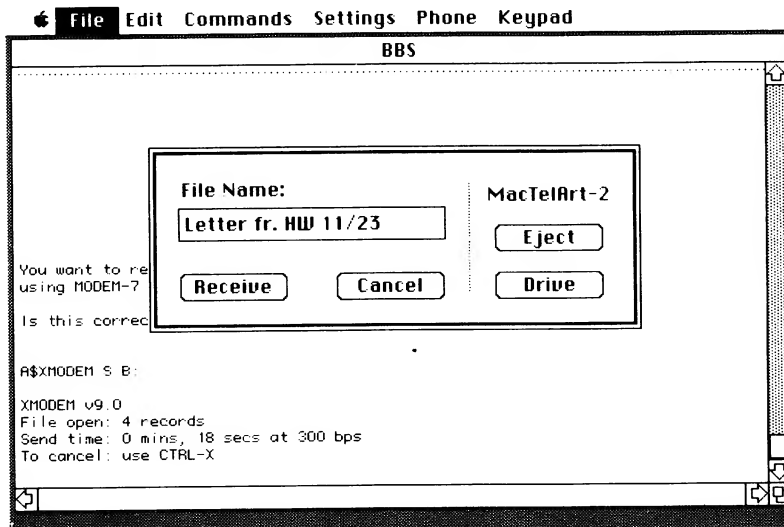 File Edit Commands Settings Phone Keypad
BBS
File Name:
Letter fr. HW 11/23
Receive Cancel
MacTelArt-2
Eject
Drive
You want to re
using MODEM-7
Is this correc
A$XMODEM S B:
XMODEM v9.0
File open: 4 records
Send time: 0 mins, 18 secs at 300 bps
To cancel: use CTRL-X